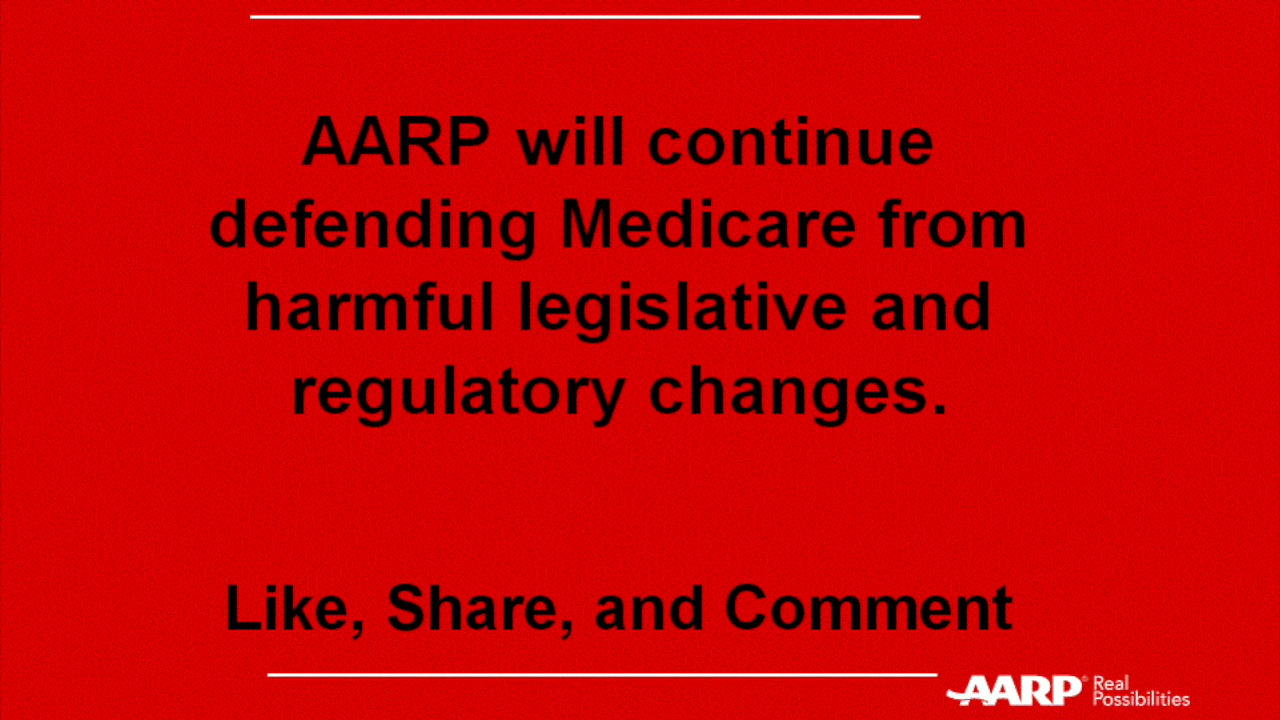 AARP will continue
defending Medicare from
harmful legislative and
regulatory changes.
Like, Share, and Comment
AARP® Real
Possibilities